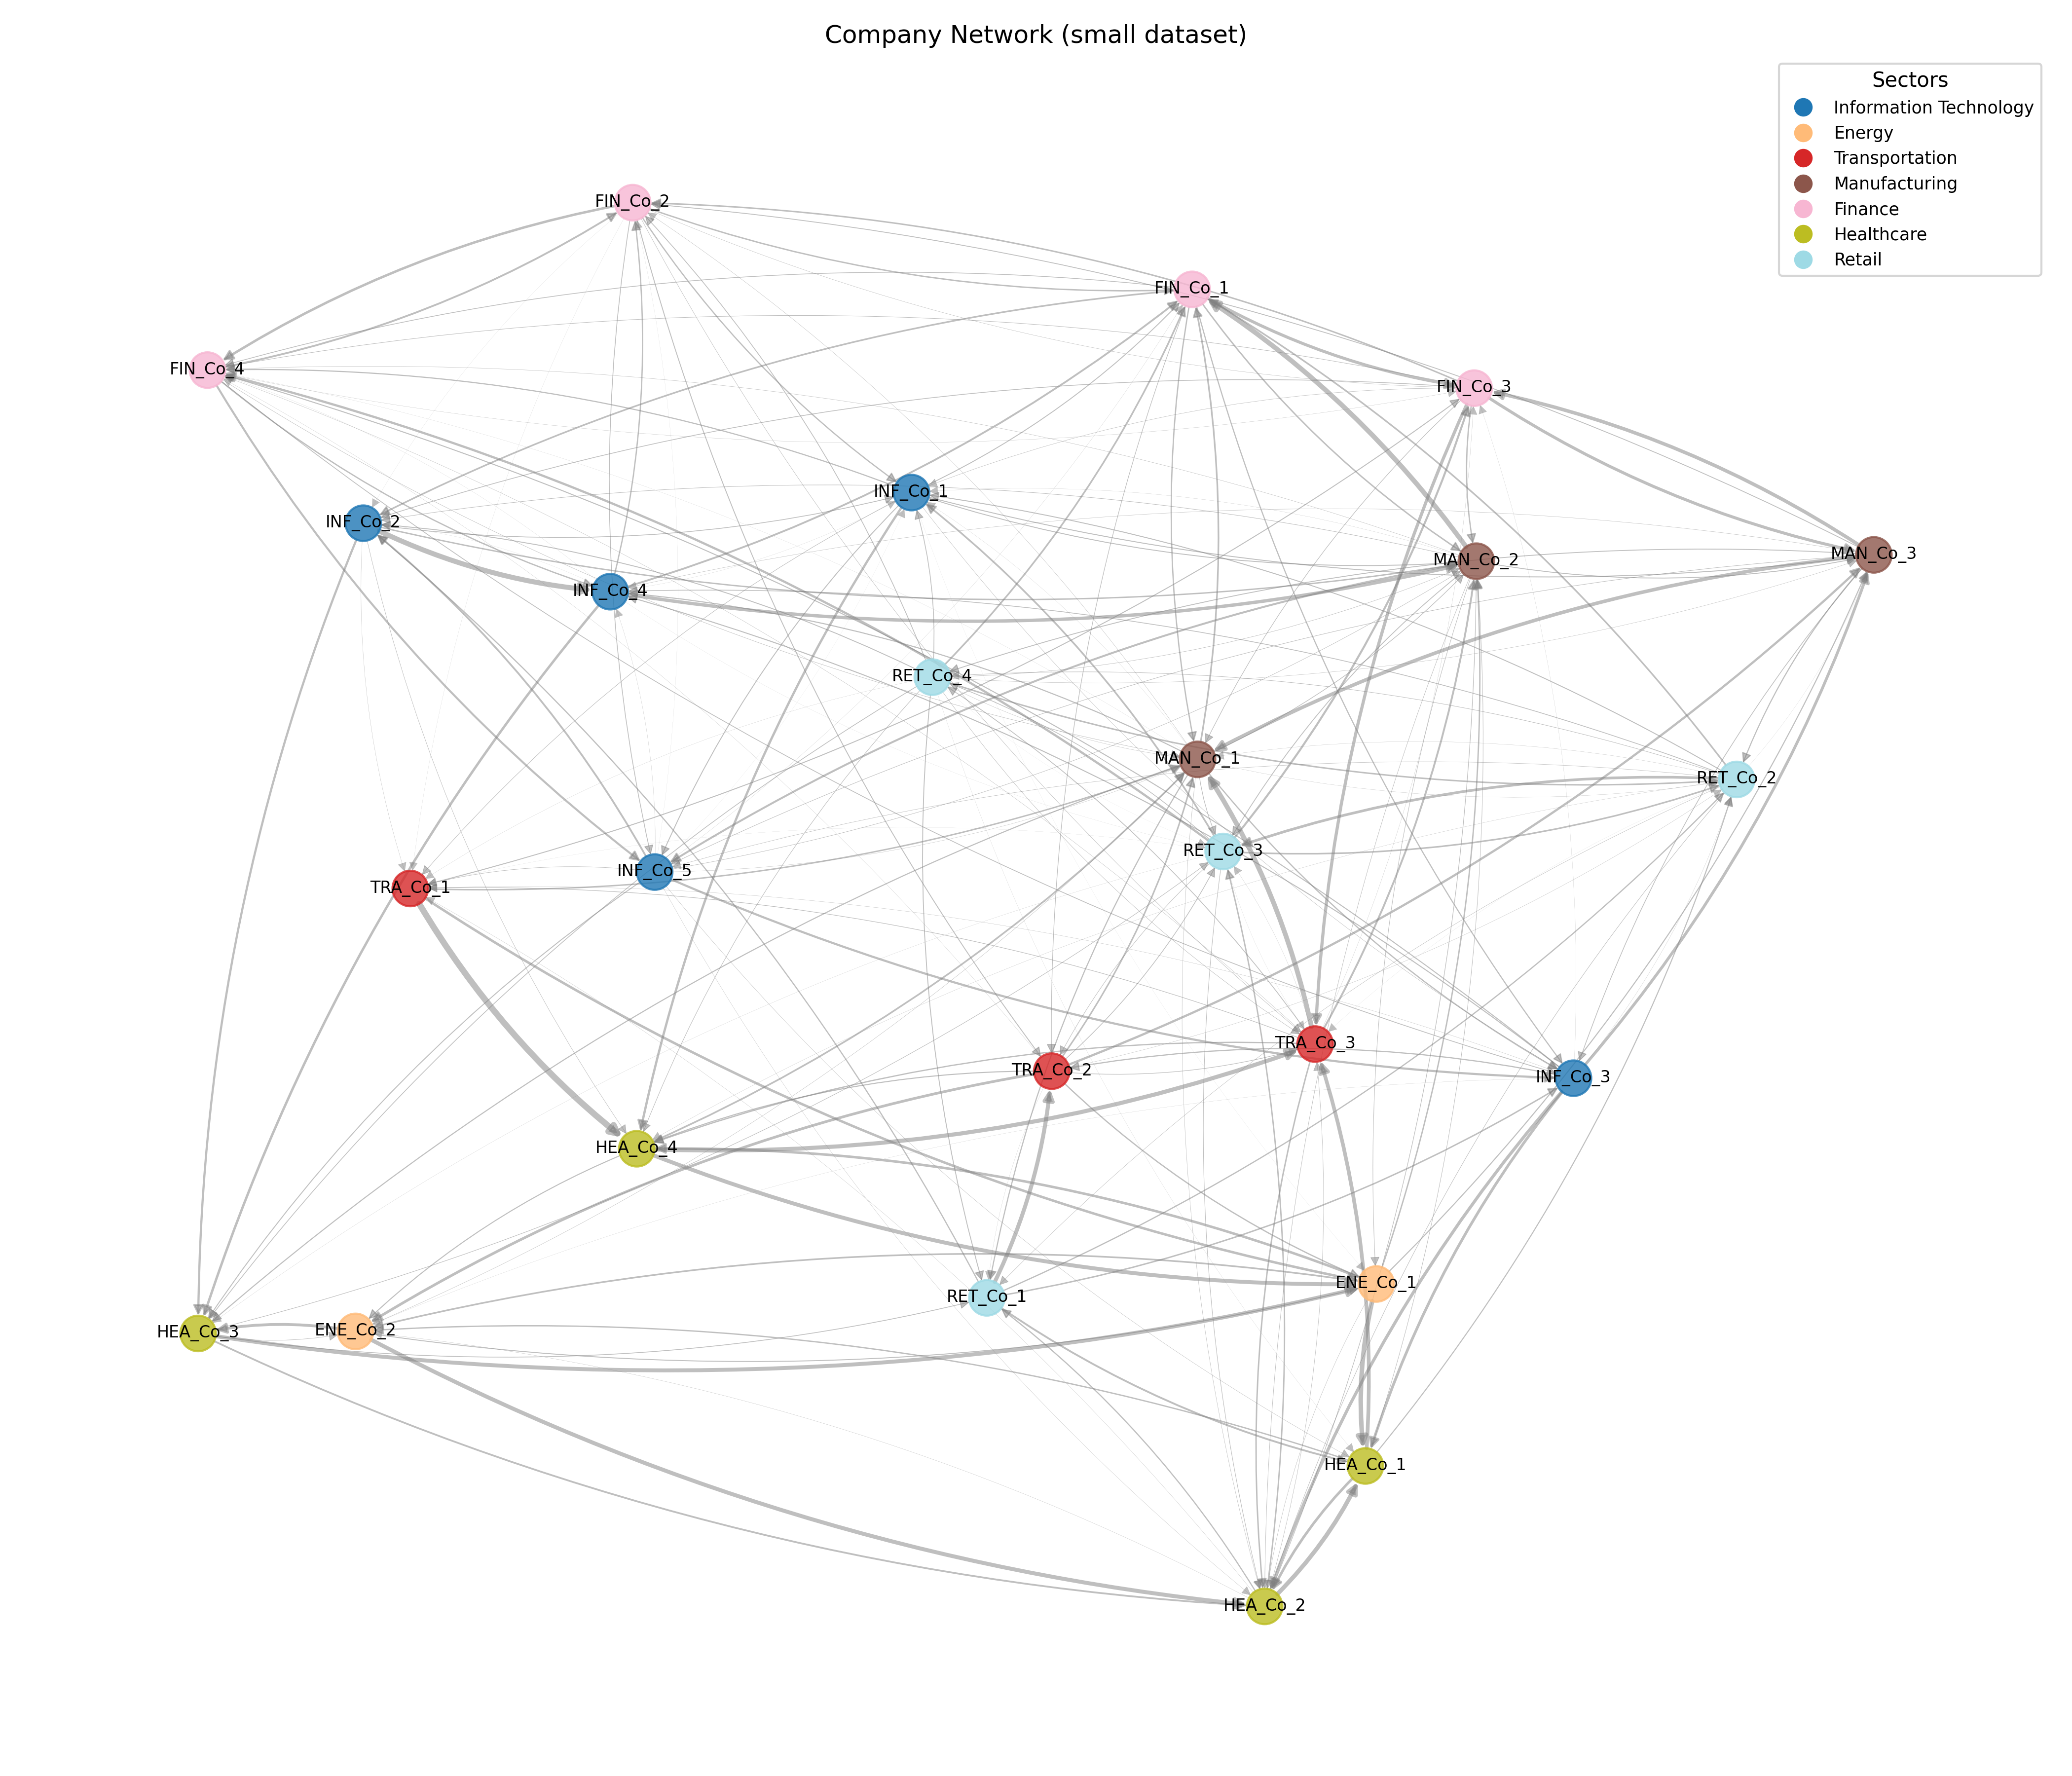 Company Network (small dataset)
Sectors
Information Technology
Energy
Transportation
Manufacturing
Finance
Healthcare
Retail
FIN_Co_2
FIN_Co_1
FIN_Co_4
FIN_Co_3
INF_Co_1
INF_Co_2
MAN_Co_3
MAN_Co_2
INF_Co_4
RET_Co_4
MAN_Co_1
RET_Co_2
RET_Co_3
INF_Co_5
TRA_Co_1
TRA_Co_3
TRA_Co_2
INF_Co_3
HEA_Co_4
ENE_Co_1
RET_Co_1
HEA_Co_3
ENE_Co_2
HEA_Co_1
HEA_Co_2